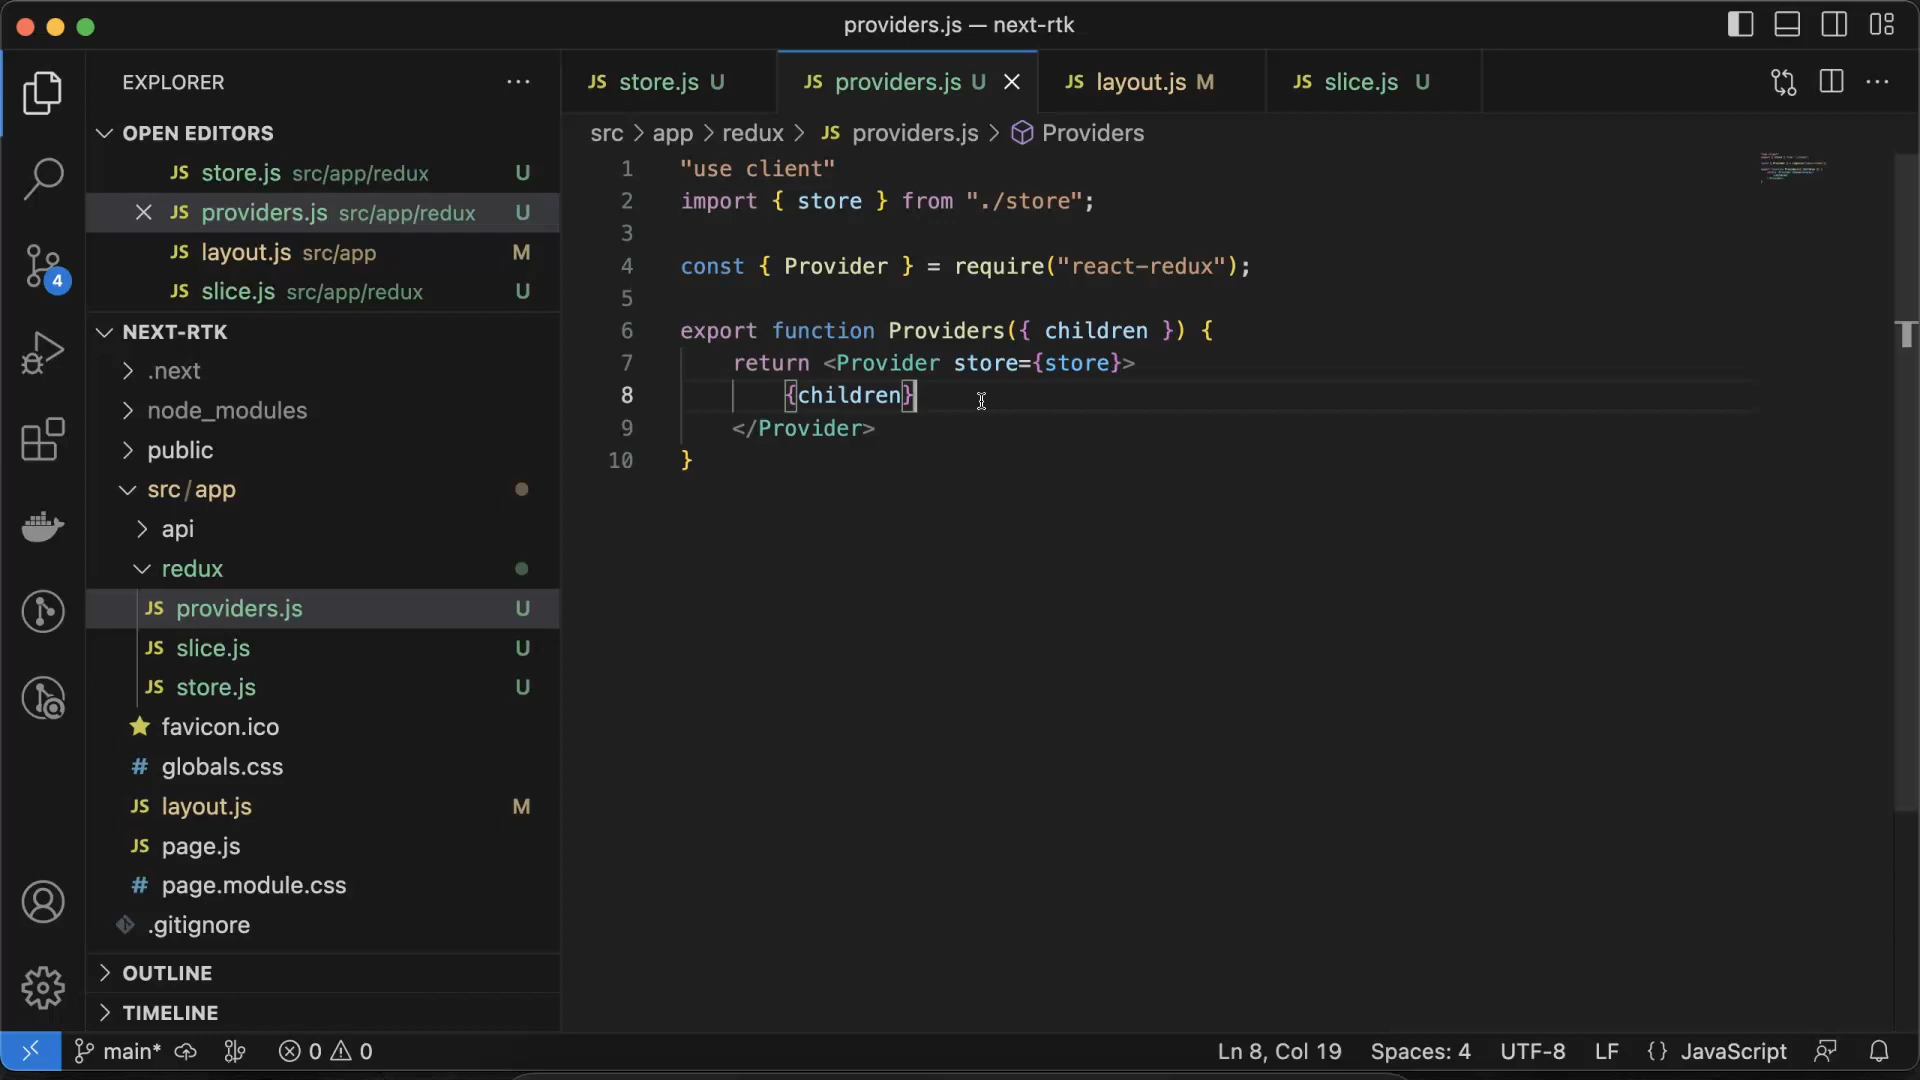 providers.js — next-rtk
EXPLORER
OPEN EDITORS
JS store.js src/app/redux U
JS providers.js src/app/redux U
JS layout.js src/app M
JS slice.js src/app/redux U
NEXT-RTK
.next
node_modules
public
src/app
api
redux
JS providers.js U
JS slice.js U
JS store.js U
favicon.ico
# globals.css
JS layout.js M
JS page.js
# page.module.css
.gitignore
OUTLINE
TIMELINE
4
JS store.js U
JS providers.js U
JS layout.js M
JS slice.js U
src > app > redux > JS providers.js > Providers
1 "use client"
2 import { store } from "./store";
3
4 const { Provider } = require("react-redux");
5
6 export function Providers({ children }) {
7 return <Provider store={store}>
8 {children}
9 </Provider>
10 }
main* 0 0
Ln 8, Col 19 Spaces: 4 UTF-8 LF {} JavaScript